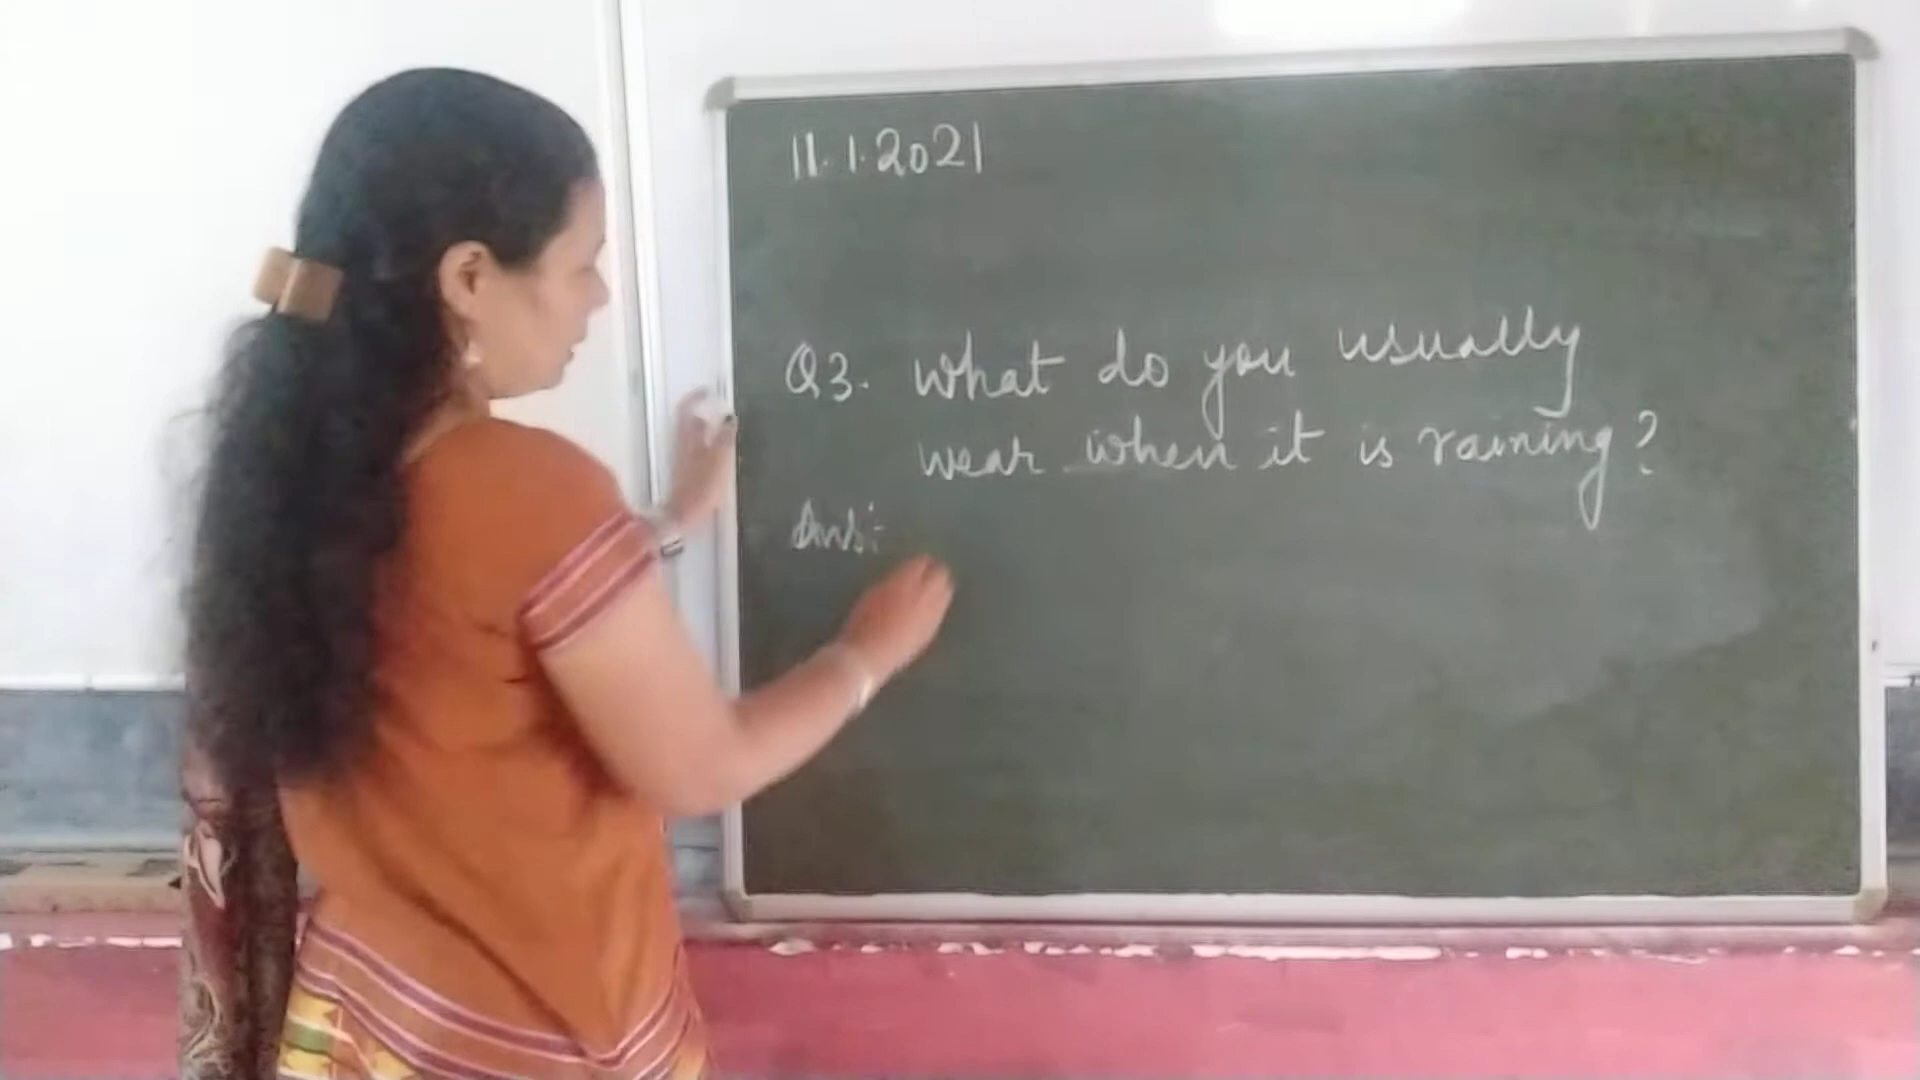 11.1.2021
Q3. What do you usually
wear when it is raining?
Ans:-